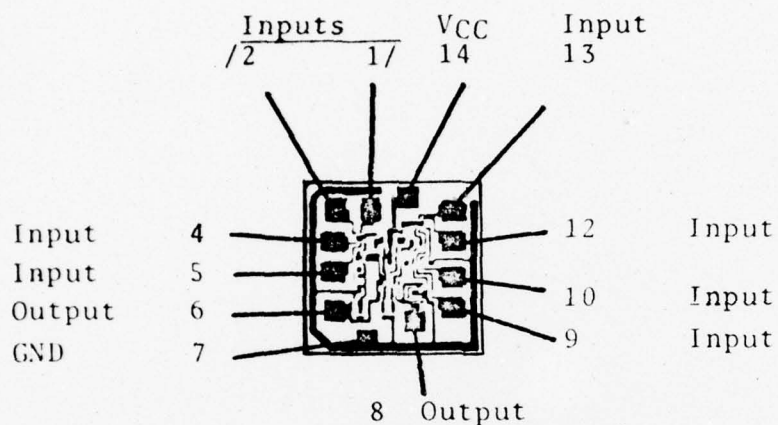 Inputs VCC Input
/2 1/ 14 13
Input 4 12 Input
Input 5
Output 6 10 Input
GND 7 9 Input
8 Output